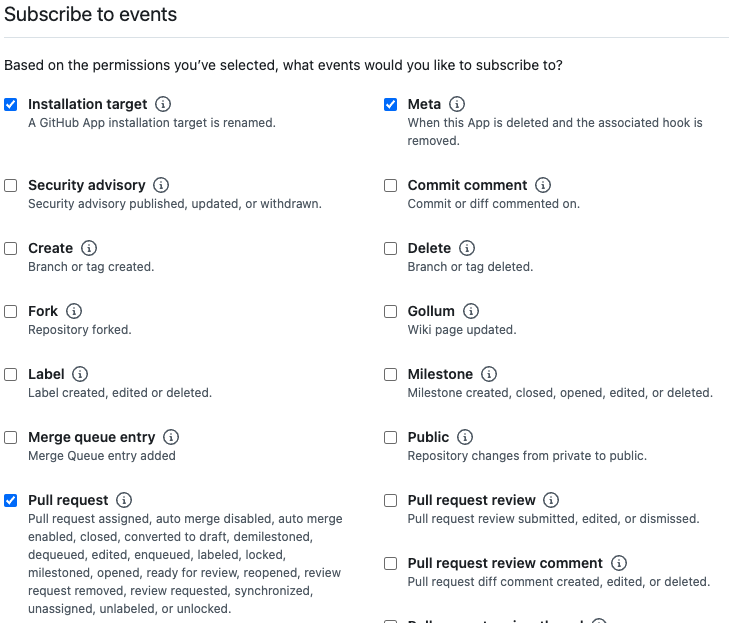 Subscribe to events
Based on the permissions you’ve selected, what events would you like to subscribe to?
Installation target
A GitHub App installation target is renamed.
Meta
When this App is deleted and the associated hook is
removed.
Security advisory
Security advisory published, updated, or withdrawn.
Commit comment
Commit or diff commented on.
Create
Branch or tag created.
Delete
Branch or tag deleted.
Fork
Repository forked.
Gollum
Wiki page updated.
Label
Label created, edited or deleted.
Milestone
Milestone created, closed, opened, edited, or deleted.
Merge queue entry
Merge Queue entry added
Public
Repository changes from private to public.
Pull request
Pull request assigned, auto merge disabled, auto merge
enabled, closed, converted to draft, demilestoned,
dequeued, edited, enqueued, labeled, locked,
milestoned, opened, ready for review, reopened, review
request removed, review requested, synchronized,
unassigned, unlabeled, or unlocked.
Pull request review
Pull request review submitted, edited, or dismissed.
Pull request review comment
Pull request diff comment created, edited, or deleted.